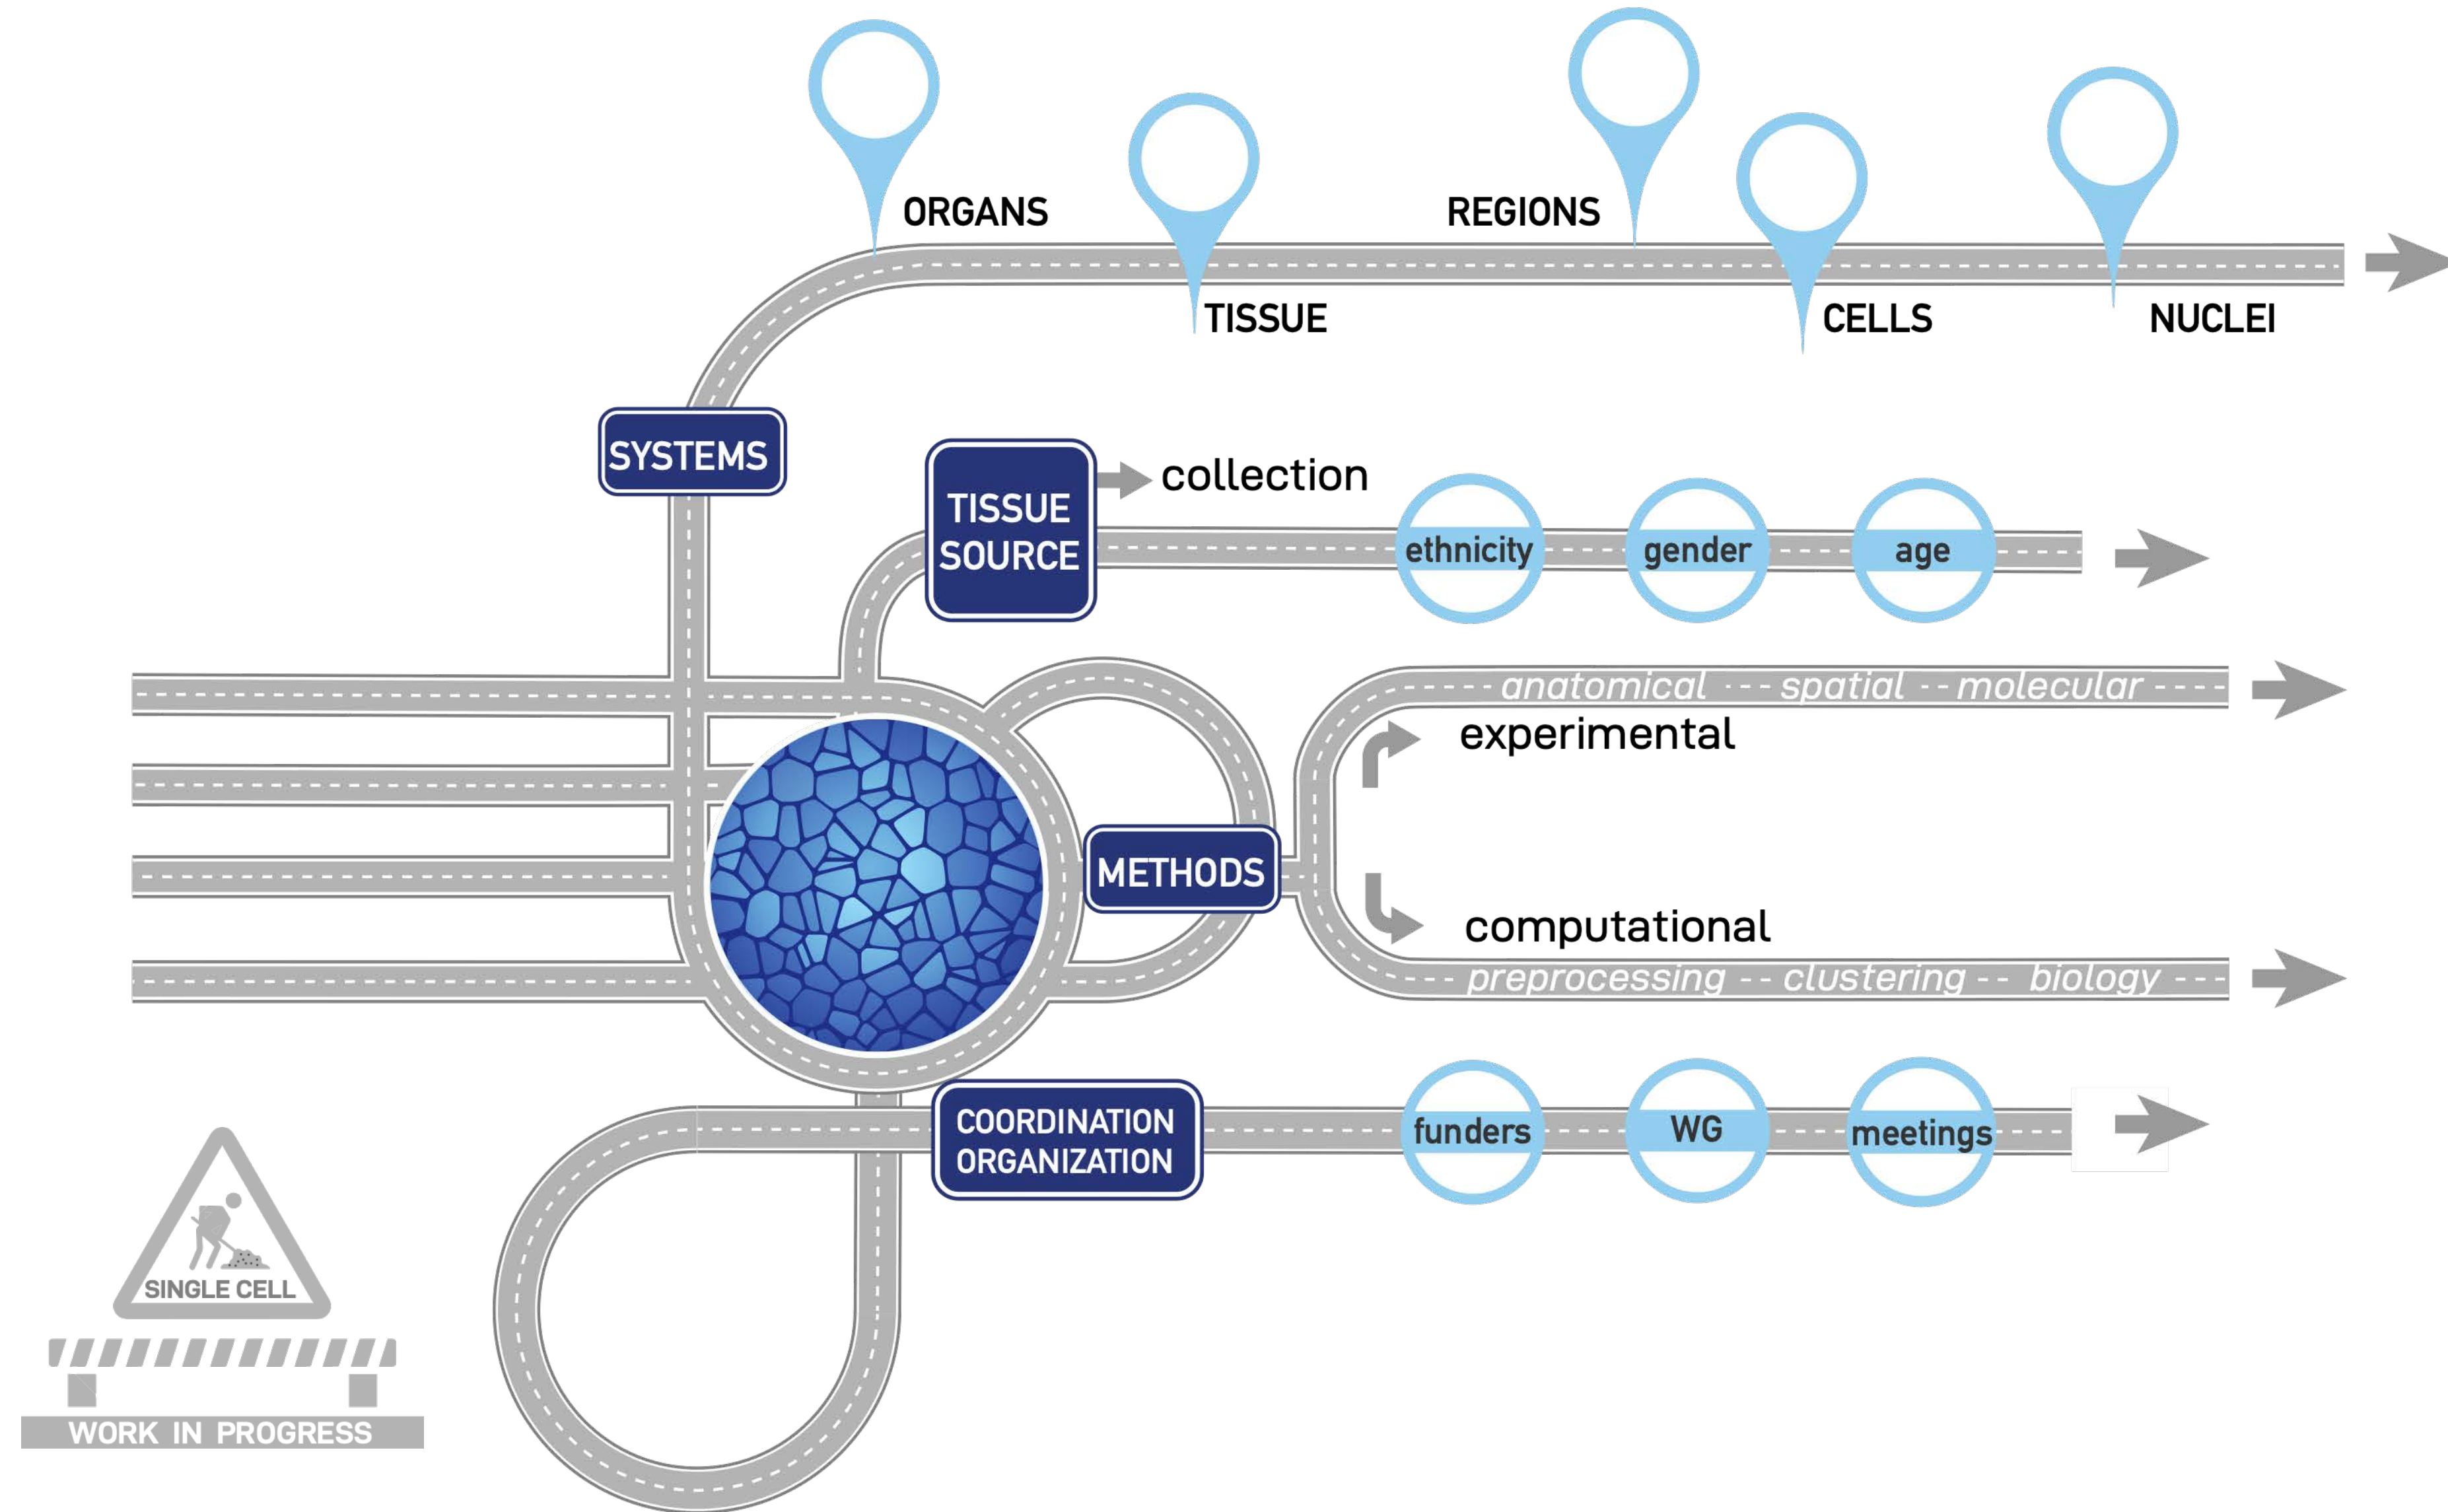 ORGANS
REGIONS
TISSUE
CELLS
NUCLEI
SYSTEMS
TISSUE
SOURCE
collection
ethnicity
gender
age
anatomical
spatial
molecular
experimental
METHODS
computational
preprocessing
clustering
biology
COORDINATION
ORGANIZATION
funders
WG
meetings
SINGLE CELL
WORK IN PROGRESS